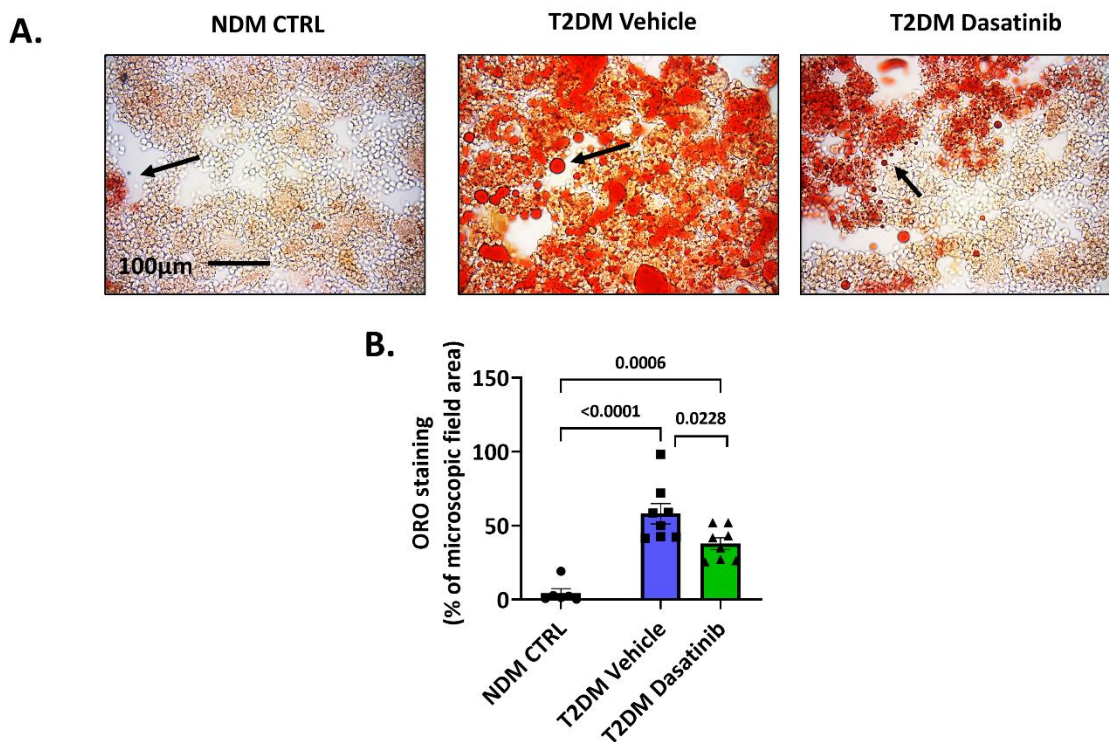 A.
NDM CTRL
T2DM Vehicle
T2DM Dasatinib
100µm
B.
0.0006
<0.0001
0.0228
ORO staining
(% of microscopic field area)
150
100
50
0
NDM CTRL
T2DM Vehicle
T2DM Dasatinib